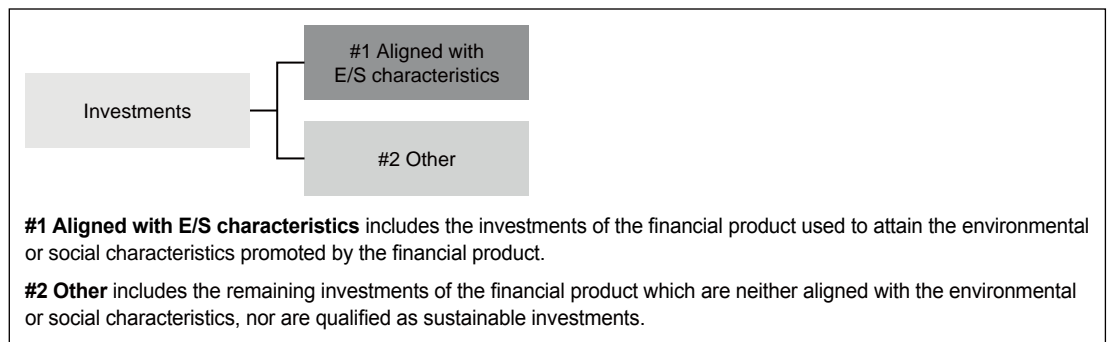 #1 Aligned with
E/S characteristics
Investments
#2 Other
#1 Aligned with E/S characteristics includes the investments of the financial product used to attain the environmental
or social characteristics promoted by the financial product.
#2 Other includes the remaining investments of the financial product which are neither aligned with the environmental
or social characteristics, nor are qualified as sustainable investments.